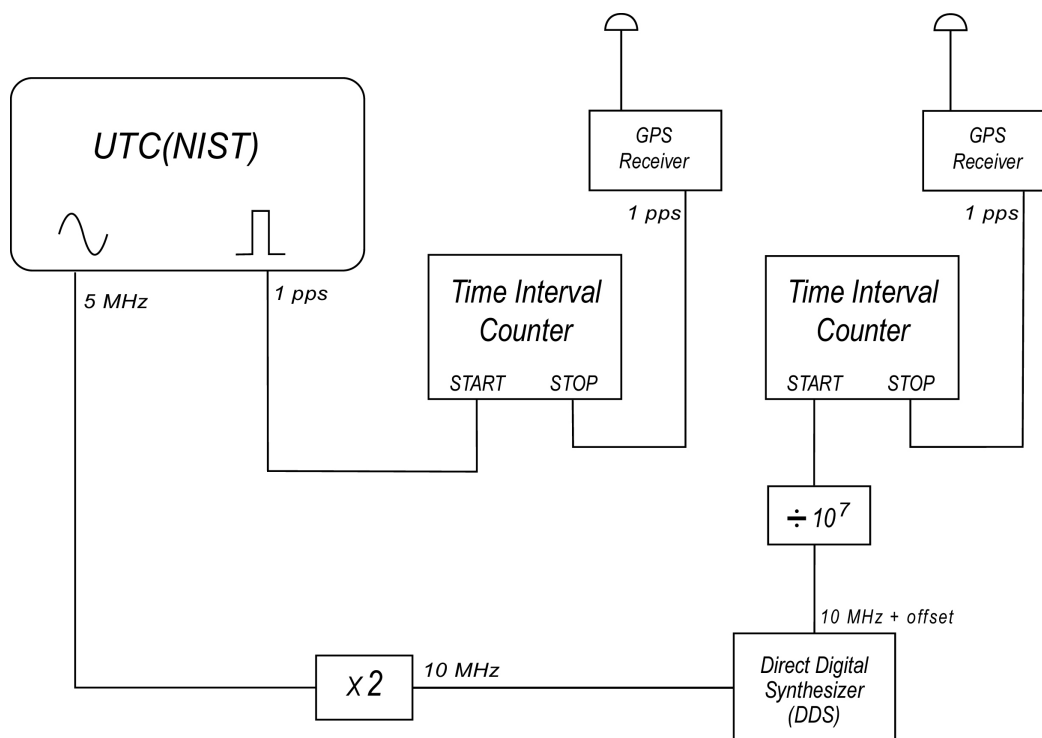 UTC(NIST)
5 MHz
1 pps
GPS
Receiver
1 pps
Time Interval
Counter
START STOP
GPS
Receiver
1 pps
Time Interval
Counter
START STOP
÷ 10⁷
10 MHz + offset
X 2
10 MHz
Direct Digital
Synthesizer
(DDS)